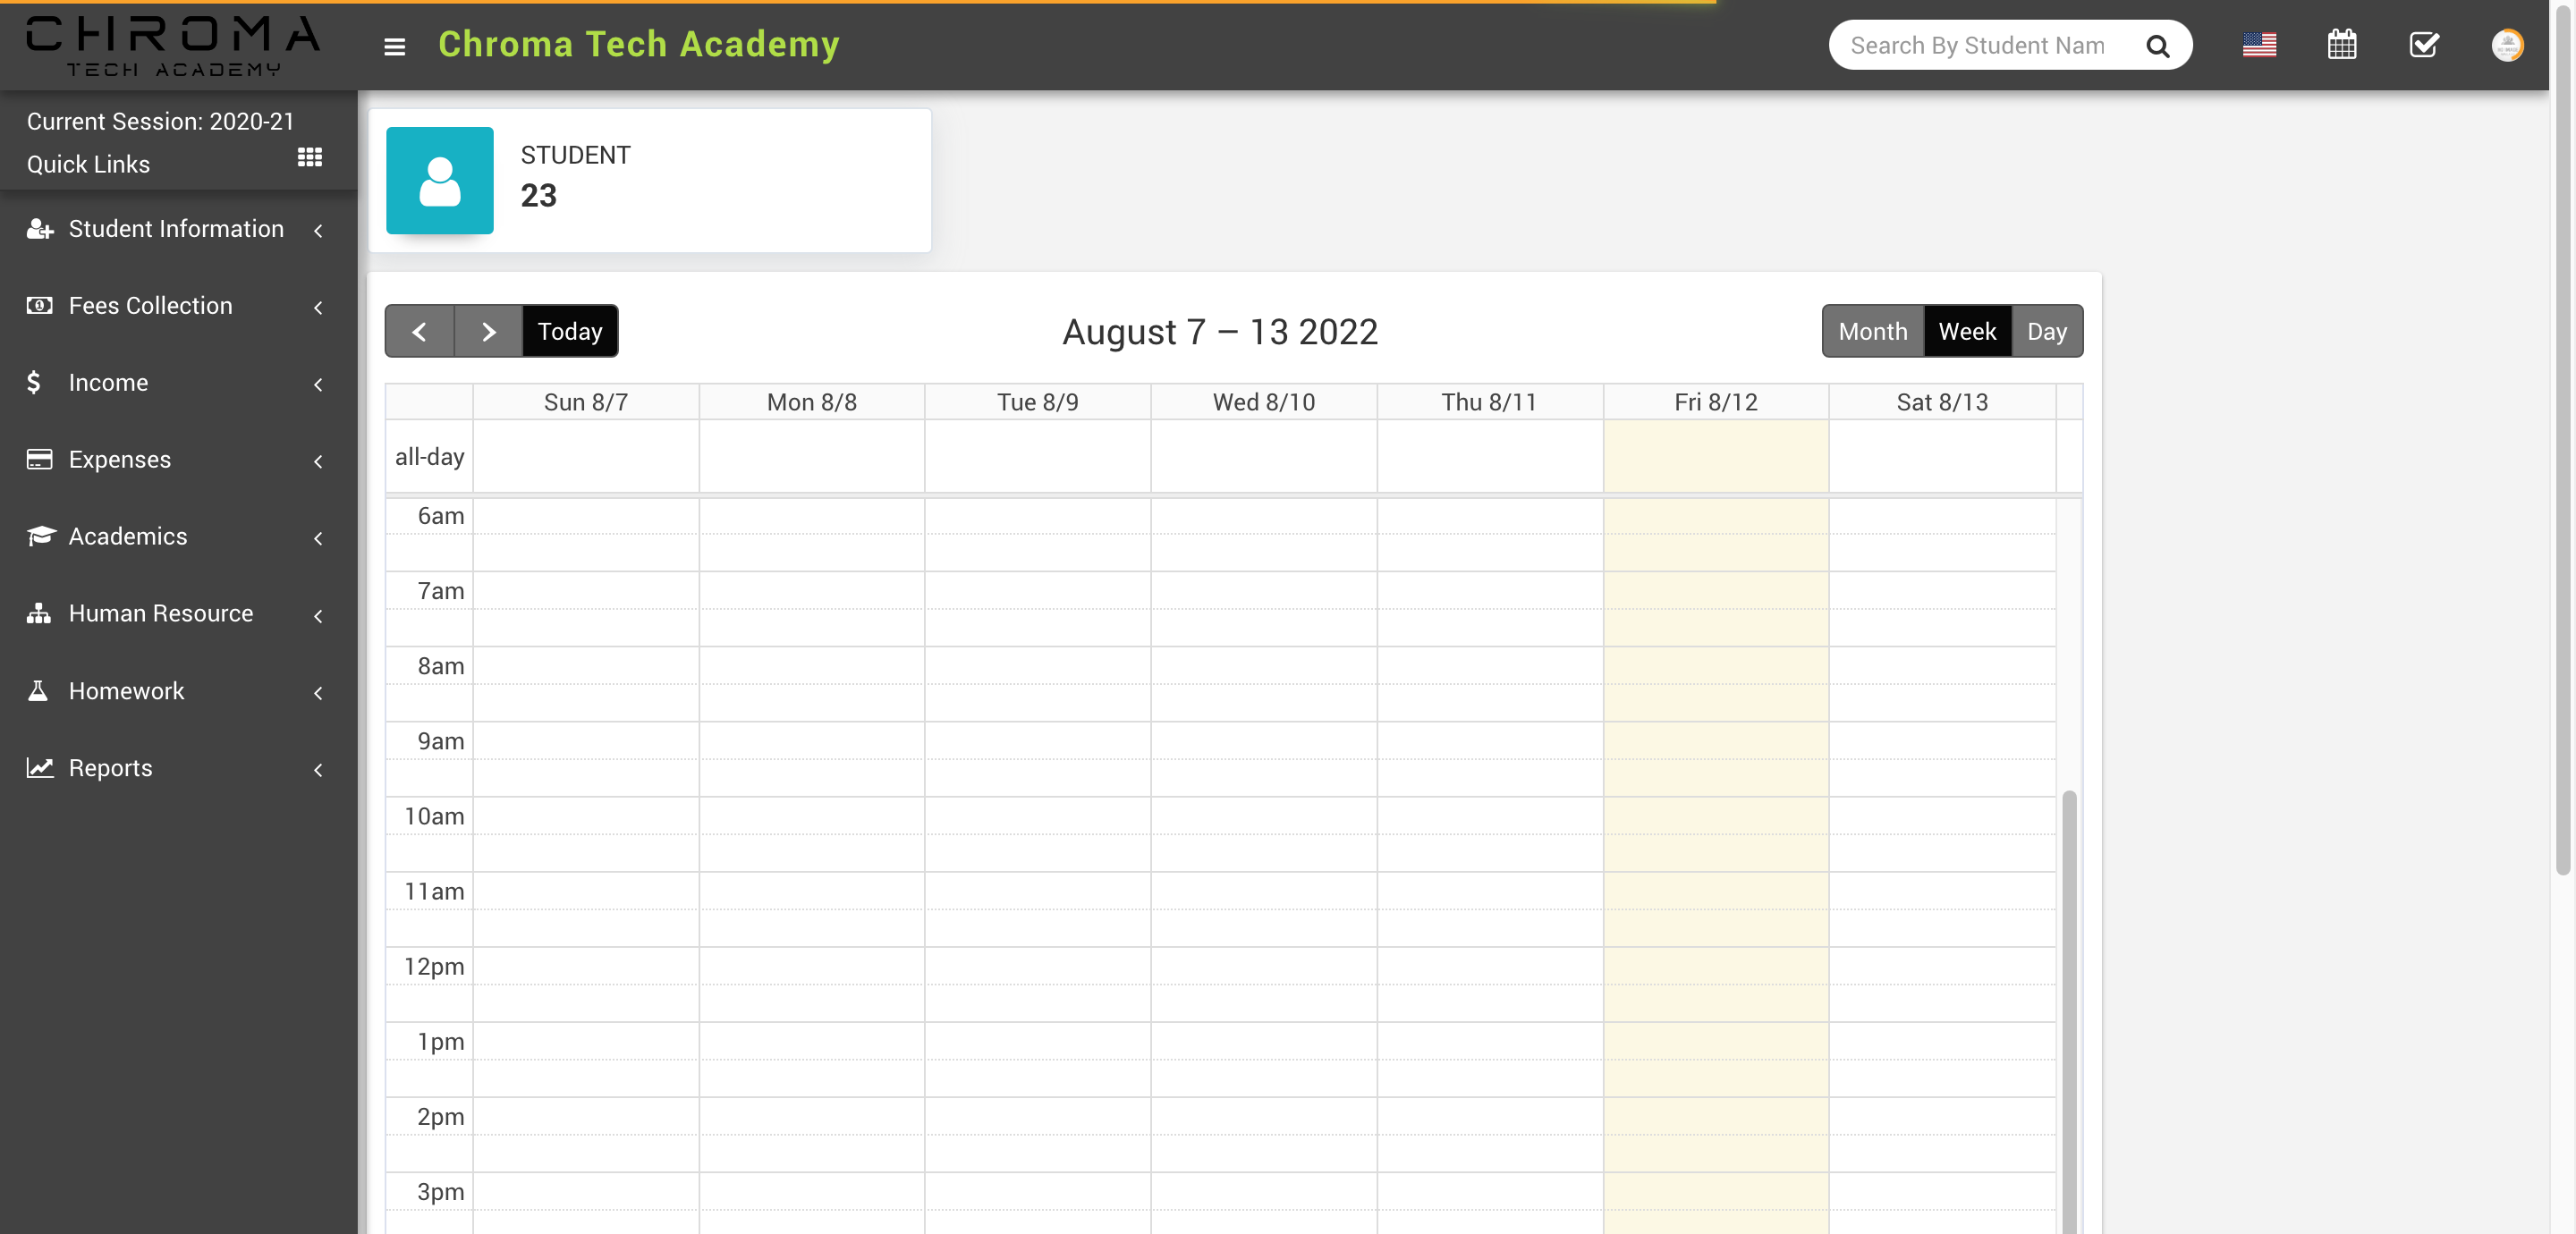 CHROMA
TECH ACADEMY
Chroma Tech Academy
Search By Student Nam
Current Session: 2020-21
Quick Links
Student Information
Fees Collection
Income
Expenses
Academics
Human Resource
Homework
Reports
STUDENT
23
Today
August 7 – 13 2022
Month Week Day
Sun 8/7 Mon 8/8 Tue 8/9 Wed 8/10 Thu 8/11 Fri 8/12 Sat 8/13
all-day
6am
7am
8am
9am
10am
11am
12pm
1pm
2pm
3pm